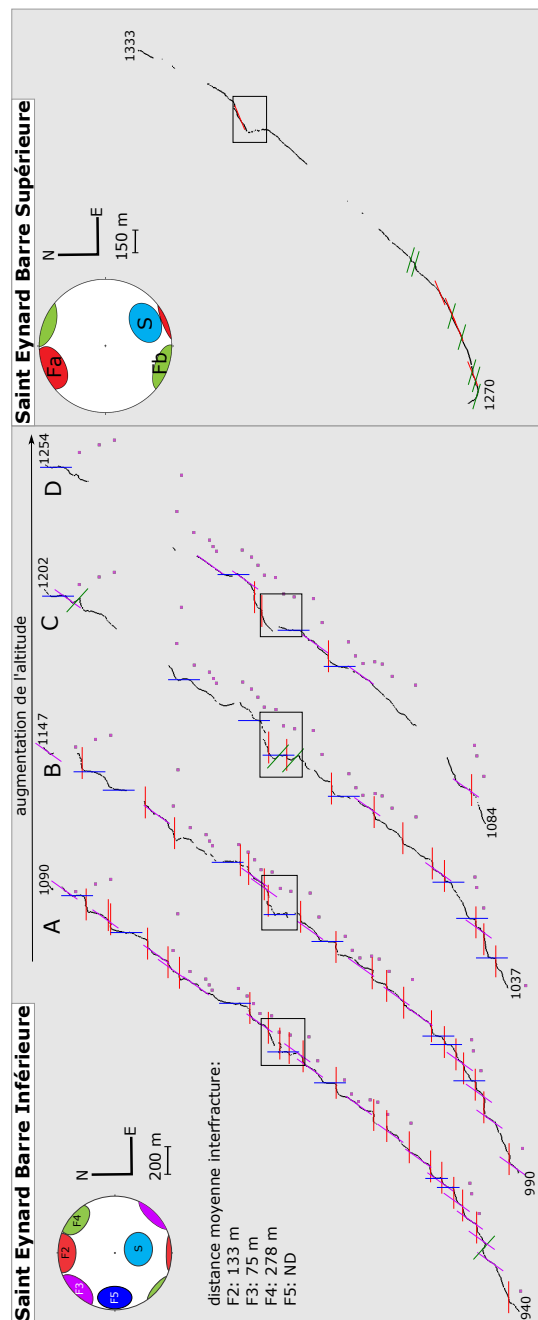 Saint Eynard Barre Inférieure
F2
F3
F4
F5
S
N
E
200 m
distance moyenne interfracture:
F2: 133 m
F3: 75 m
F4: 278 m
F5: ND
augmentation de l'altitude
A
B
C
D
1090
1147
1202
1254
940
990
1037
1084
Saint Eynard Barre Supérieure
Fa
Fb
S
N
E
150 m
1333
1270